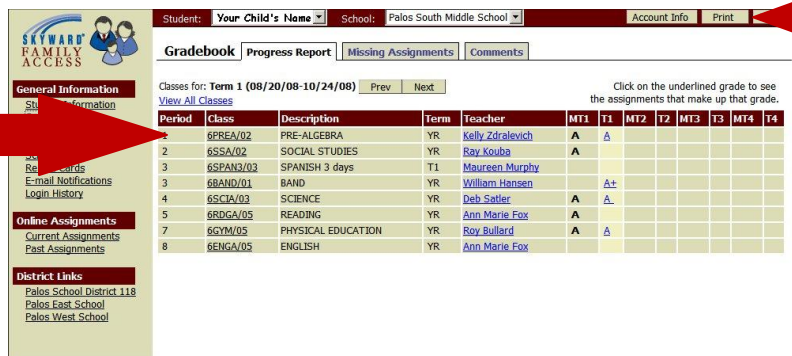 Student: Your Child's Name School: Palos South Middle School Account Info Print
SKYWARD®
FAMILY
ACCESS
Gradebook Progress Report Missing Assignments Comments
Classes for: Term 1 (08/20/08-10/24/08) Prev Next
View All Classes
Click on the underlined grade to see
the assignments that make up that grade.
General Information
Period Class Description Term Teacher MT1 T1 MT2 T2 MT3 T3 MT4 T4
6PREA/02 PRE-ALGEBRA YR Kelly Zdralevich A A
2 6SSA/02 SOCIAL STUDIES YR Ray Kouba A
3 6SPAN3/03 SPANISH 3 days T1 Maureen Murphy
3 6BAND/01 BAND YR William Hansen A+
4 6SCIA/03 SCIENCE YR Deb Satler A A
5 6RDGA/05 READING YR Ann Marie Fox A
7 6GYM/05 PHYSICAL EDUCATION YR Roy Bullard A A
8 6ENGA/05 ENGLISH YR Ann Marie Fox
E-mail Notifications
Login History
Online Assignments
Current Assignments
Past Assignments
District Links
Palos School District 118
Palos East School
Palos West School